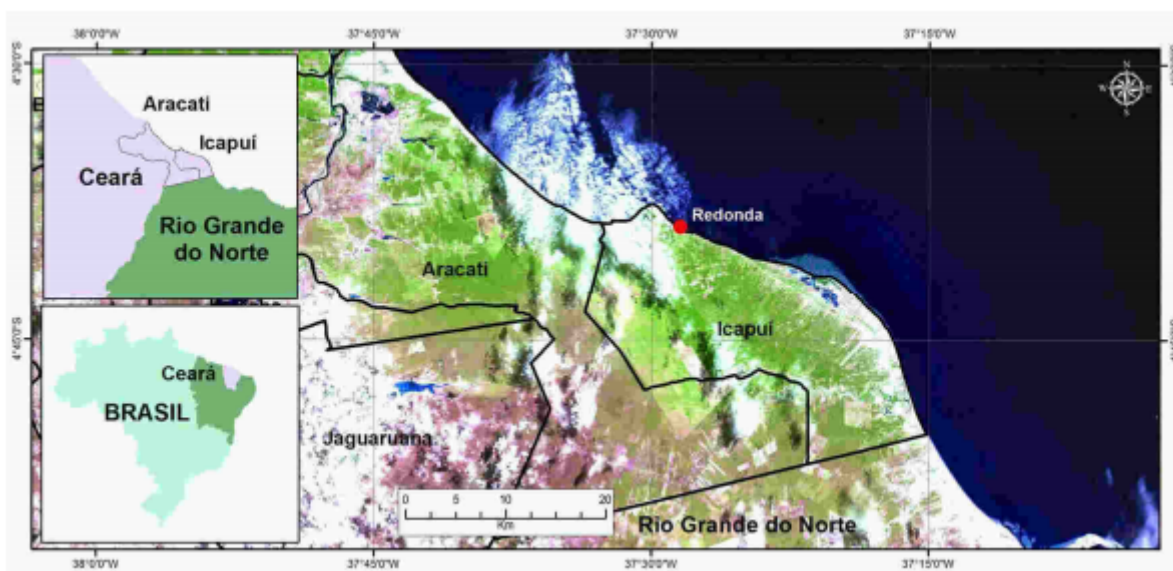 36°0'0"W
37°45'0"W
37°30'0"W
37°15'0"W
4°30'0"S
N
W
E
S
Aracati
Icapuí
Ceará
Rio Grande
do Norte
Redonda
Aracati
Icapuí
4°45'0"S
Ceará
BRASIL
Jaguaruana
0 5 10 20
Km
Rio Grande do Norte
38°0'0"W
37°45'0"W
37°30'0"W
37°15'0"W